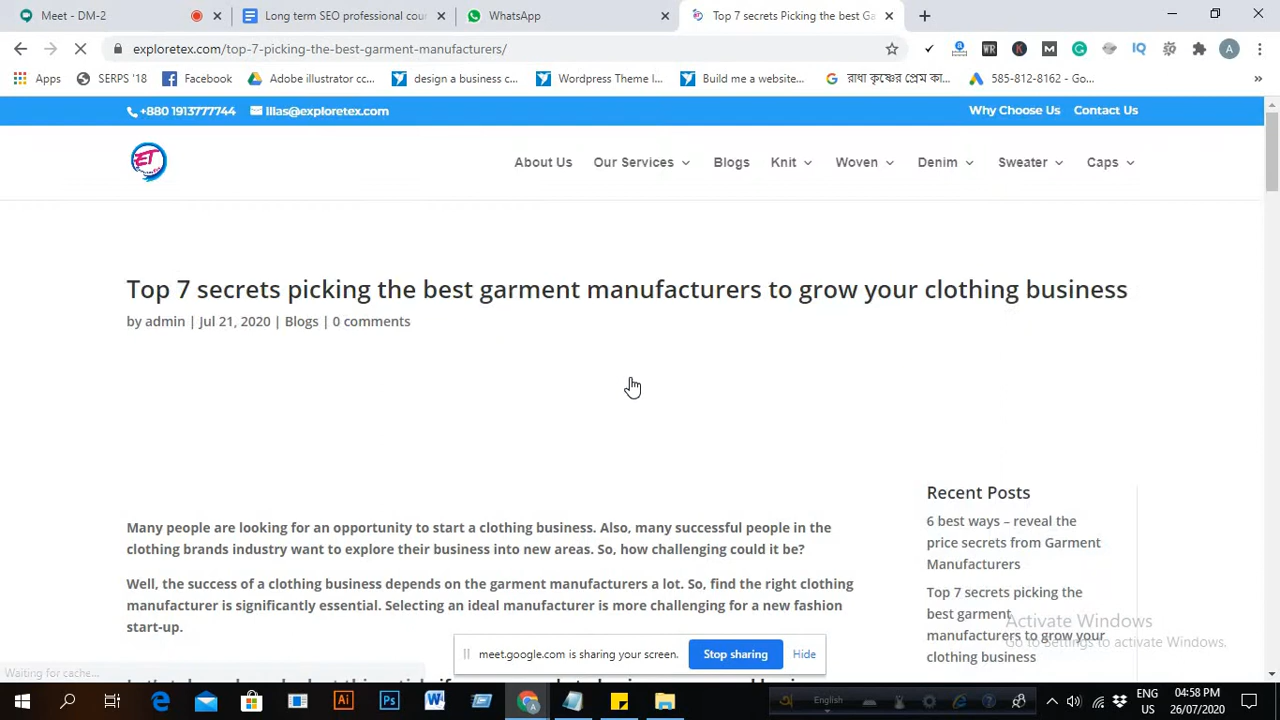 Meet - DM-2
Long term SEO professional cour
WhatsApp
Top 7 secrets Picking the best Ga
exploretex.com/top-7-picking-the-best-garment-manufacturers/
Apps
SERPS '18
Facebook
Adobe illustrator cc...
design a business c...
Wordpress Theme I...
Build me a website...
রাধা কৃষ্ণের প্রেম কা...
585-812-8162 - Go...
»
+880 1913777744
Ilias@exploretex.com
Why Choose Us
Contact Us
ET
About Us
Our Services
Blogs
Knit
Woven
Denim
Sweater
Caps
Top 7 secrets picking the best garment manufacturers to grow your clothing business
by admin | Jul 21, 2020 | Blogs | 0 comments
Many people are looking for an opportunity to start a clothing business. Also, many successful people in the
clothing brands industry want to explore their business into new areas. So, how challenging could it be?
Well, the success of a clothing business depends on the garment manufacturers a lot. So, find the right clothing
manufacturer is significantly essential. Selecting an ideal manufacturer is more challenging for a new fashion
start-up.
Recent Posts
6 best ways – reveal the
price secrets from Garment
Manufacturers
Top 7 secrets picking the
best garment
manufacturers to grow your
clothing business
Activate Windows
Go to Settings to activate Windows.
meet.google.com is sharing your screen.
Stop sharing
Hide
Waiting for cache...
English
ENG
US
04:58 PM
26/07/2020